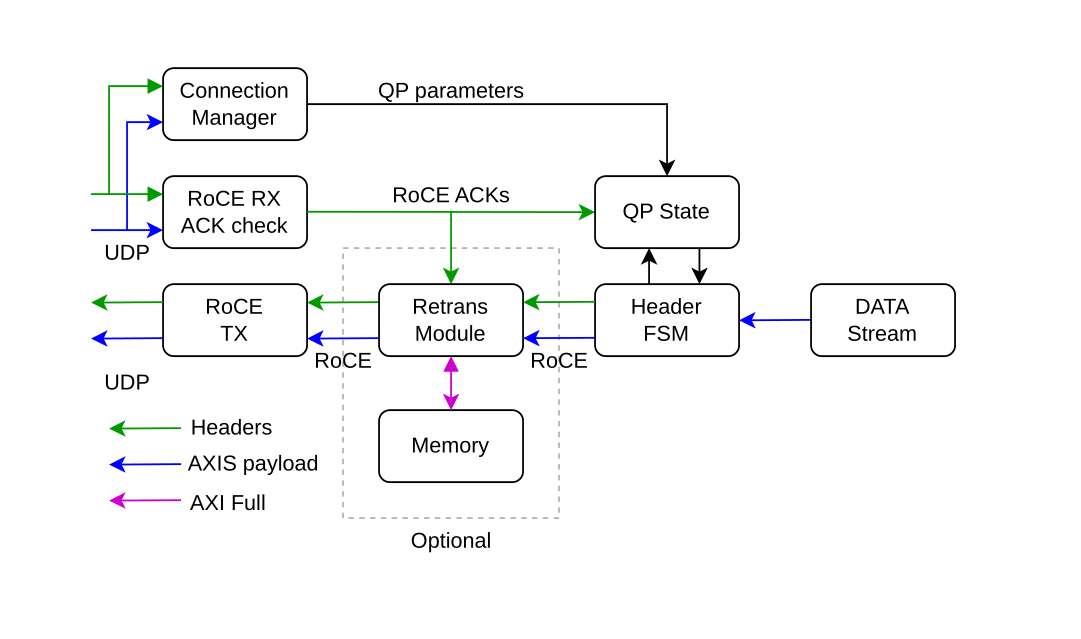 Connection
Manager
QP parameters
RoCE RX
ACK check
RoCE ACKs
QP State
UDP
RoCE
TX
Retrans
Module
Header
FSM
DATA
Stream
RoCE
RoCE
UDP
Headers
Memory
AXIS payload
AXI Full
Optional